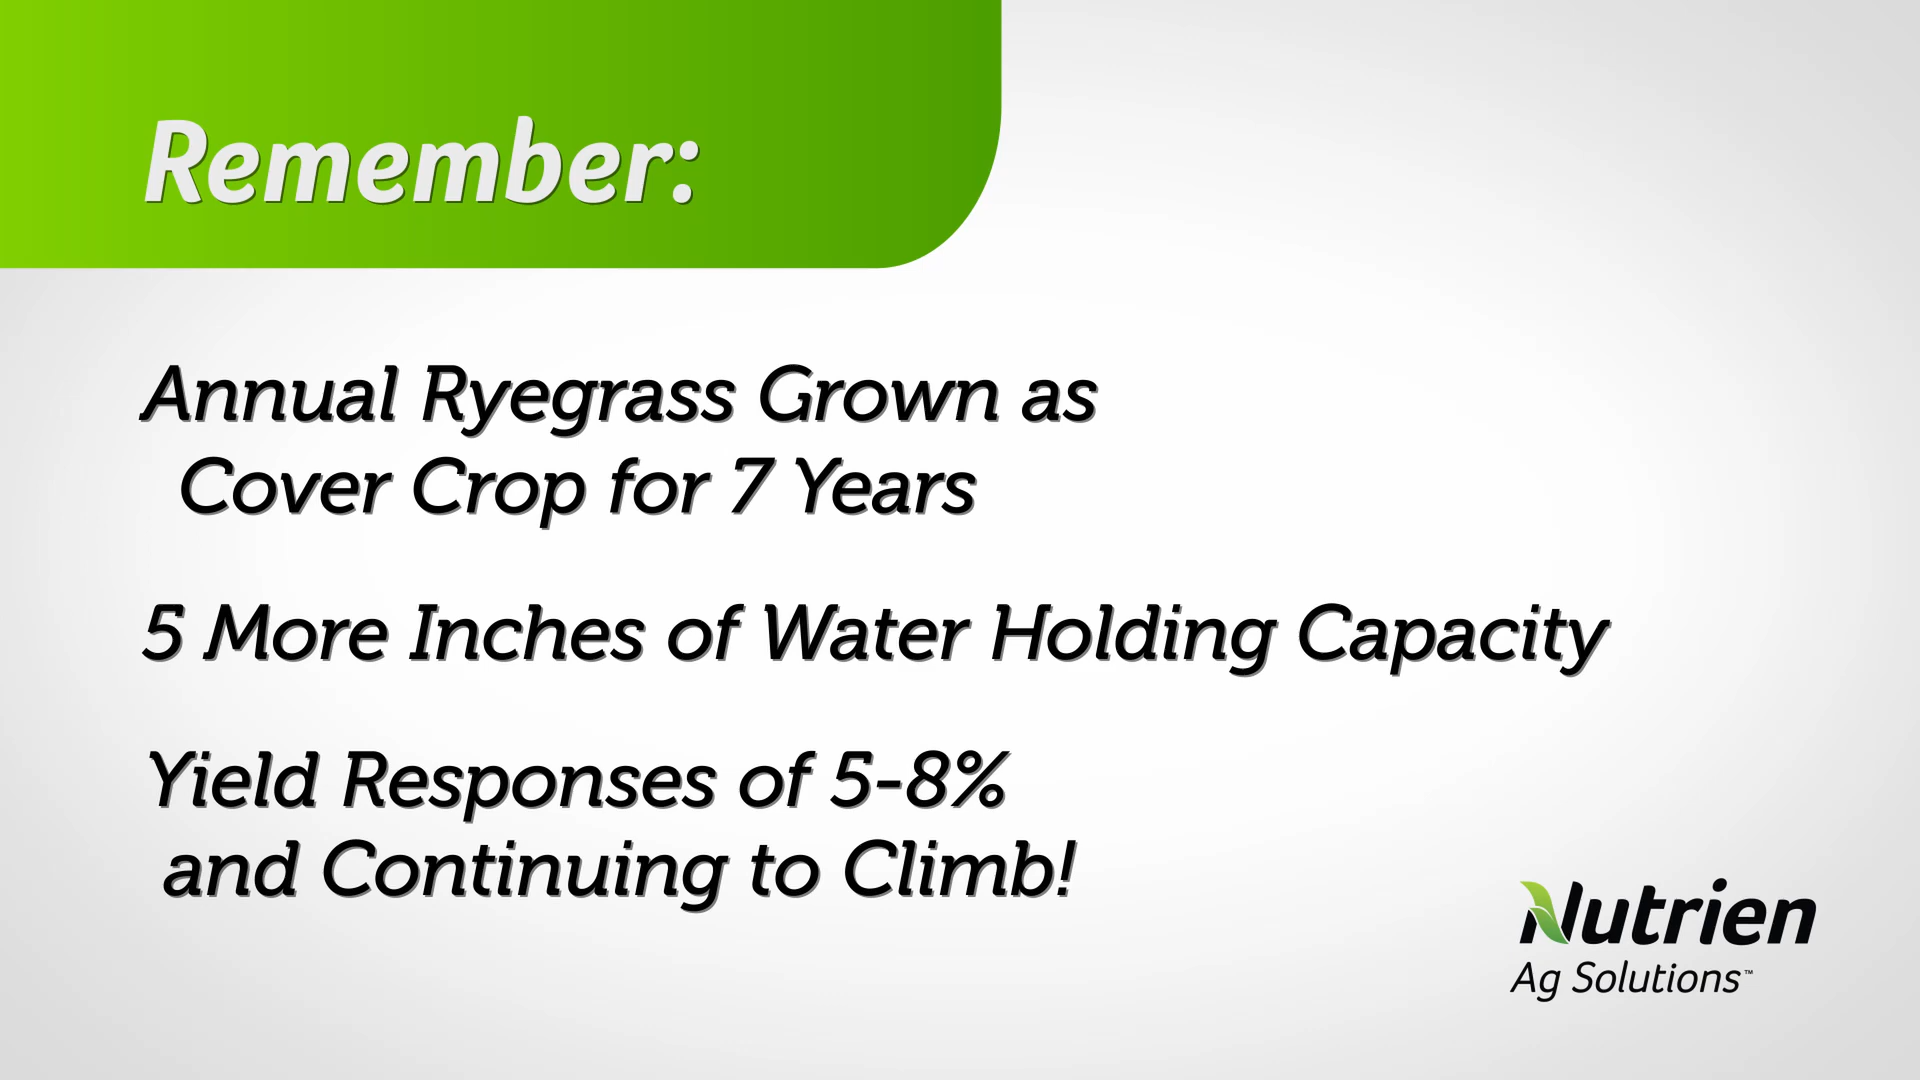 Remember:
Annual Ryegrass Grown as
Cover Crop for 7 Years
5 More Inches of Water Holding Capacity
Yield Responses of 5-8%
and Continuing to Climb!
Nutrien
Ag Solutions™